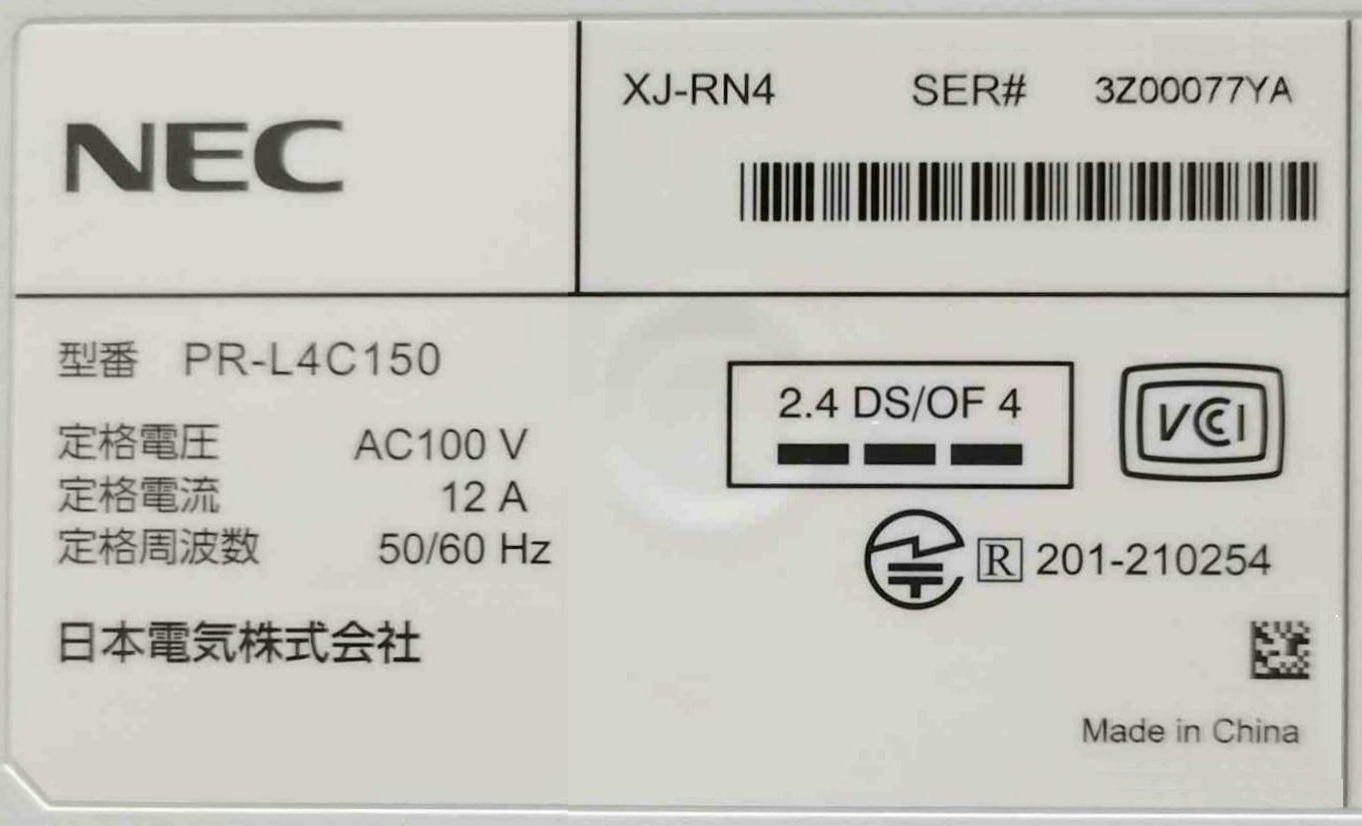 NEC
XJ-RN4 SER# 3Z00077YA
型番 PR-L4C150
定格電圧 AC100 V
定格電流 12 A
定格周波数 50/60 Hz
日本電気株式会社
2.4 DS/OF 4
VCCI
R 201-210254
Made in China